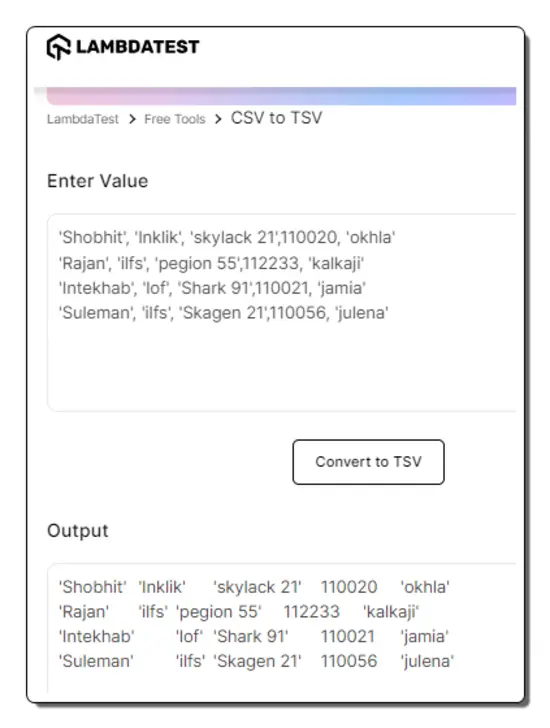 LAMBDATEST
LambdaTest > Free Tools > CSV to TSV
Enter Value
'Shobhit', 'Inklik', 'skylack 21',110020, 'okhla'
'Rajan', 'ilfs', 'pegion 55',112233, 'kalkaji'
'Intekhab', 'Iof', 'Shark 91',110021, 'jamia'
'Suleman', 'ilfs', 'Skagen 21',110056, 'julena'
Convert to TSV
Output
'Shobhit' 'Inklik' 'skylack 21' 110020 'okhla'
'Rajan' 'ilfs' 'pegion 55' 112233 'kalkaji'
'Intekhab' 'Iof' 'Shark 91' 110021 'jamia'
'Suleman' 'ilfs' 'Skagen 21' 110056 'julena'